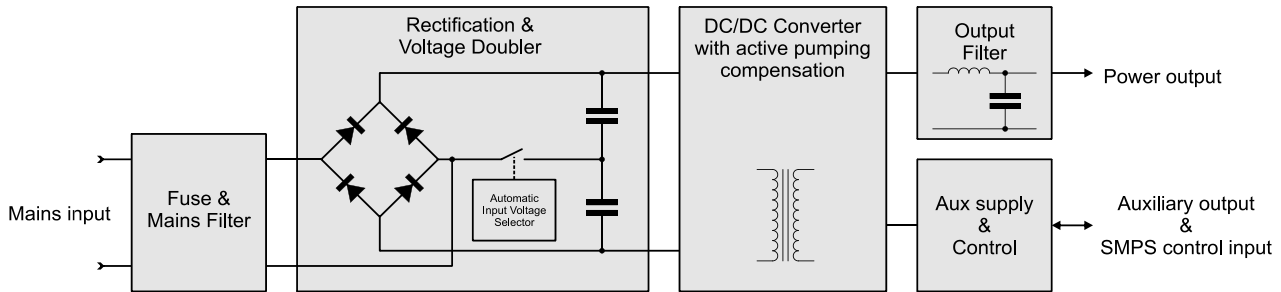 Mains input
Fuse &
Mains Filter
Rectification &
Voltage Doubler
Automatic
Input Voltage
Selector
DC/DC Converter
with active pumping
compensation
Output
Filter
Power output
Aux supply
&
Control
Auxiliary output
&
SMPS control input